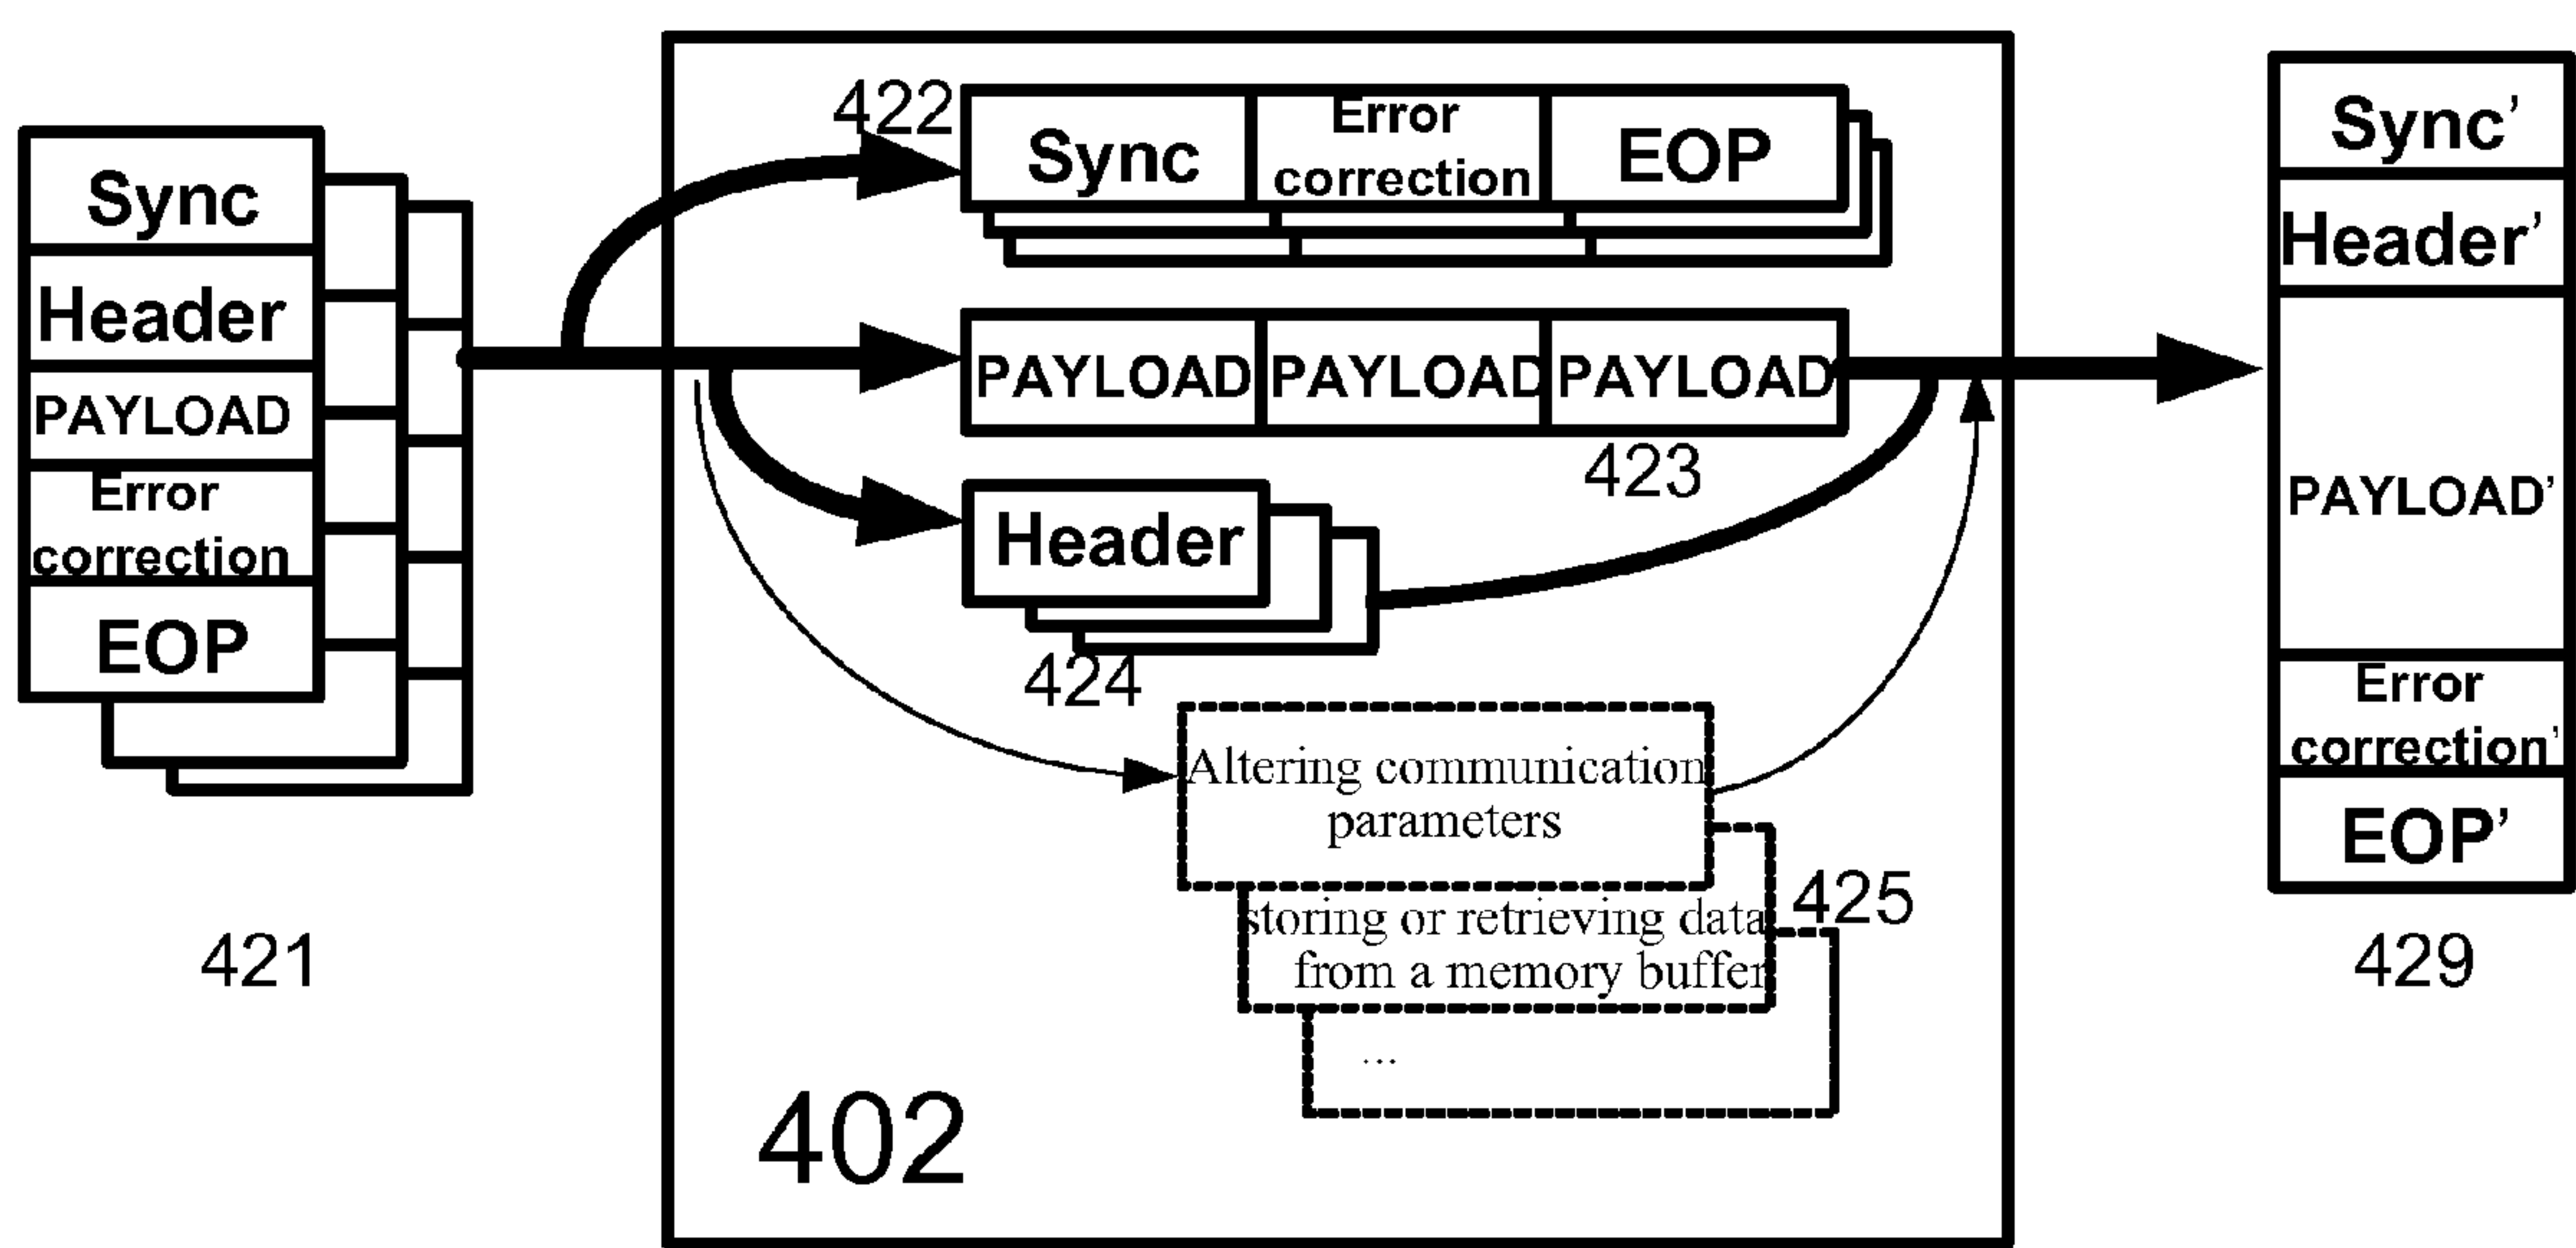 Sync
Header
PAYLOAD
Error
correction
EOP
421
422
Sync
Error
correction
EOP
PAYLOAD
PAYLOAD
PAYLOAD
423
Header
424
Altering communication
parameters
storing or retrieving data
from a memory buffer
...
425
402
Sync’
Header’
PAYLOAD’
Error
correction’
EOP’
429